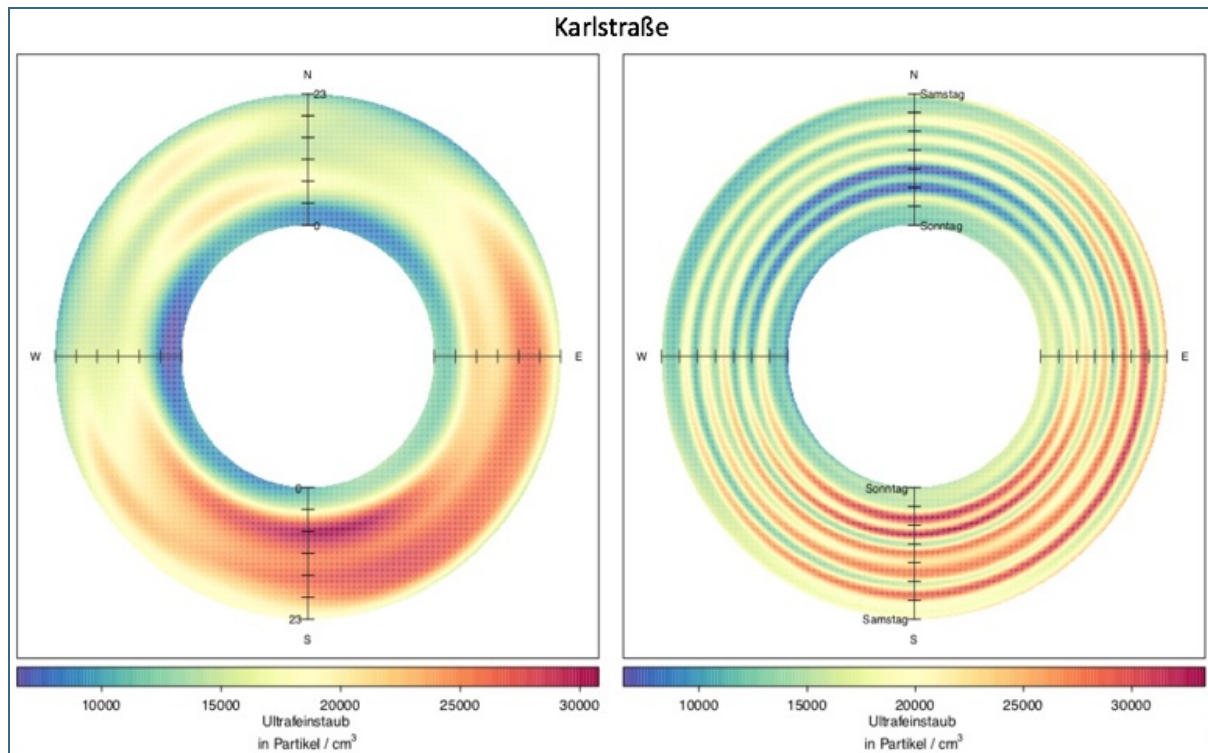 Karlstraße
N
23
0
W
E
0
23
S
10000 15000 20000 25000 30000
Ultrafeinstaub
in Partikel / cm³
N
Samstag
Sonntag
W
E
Sonntag
Samstag
S
10000 15000 20000 25000 30000
Ultrafeinstaub
in Partikel / cm³